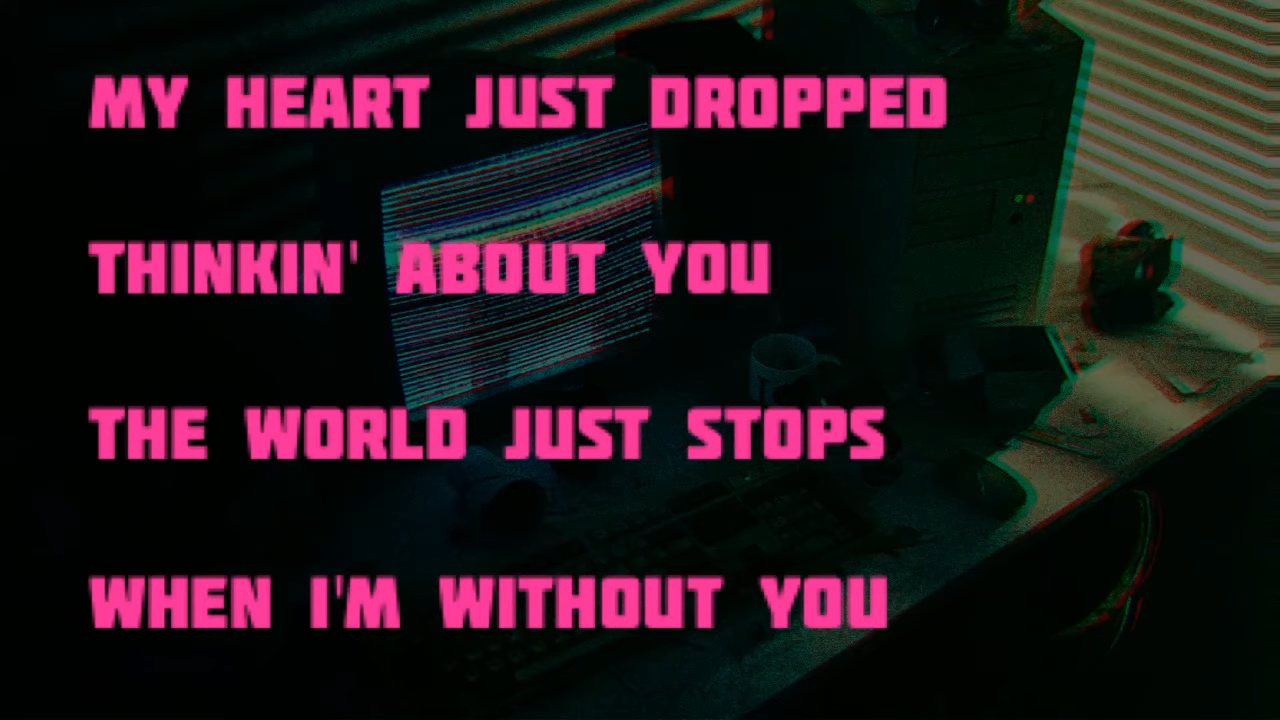 MY HEART JUST DROPPED
THINKIN' ABOUT YOU
THE WORLD JUST STOPS
WHEN I'M WITHOUT YOU